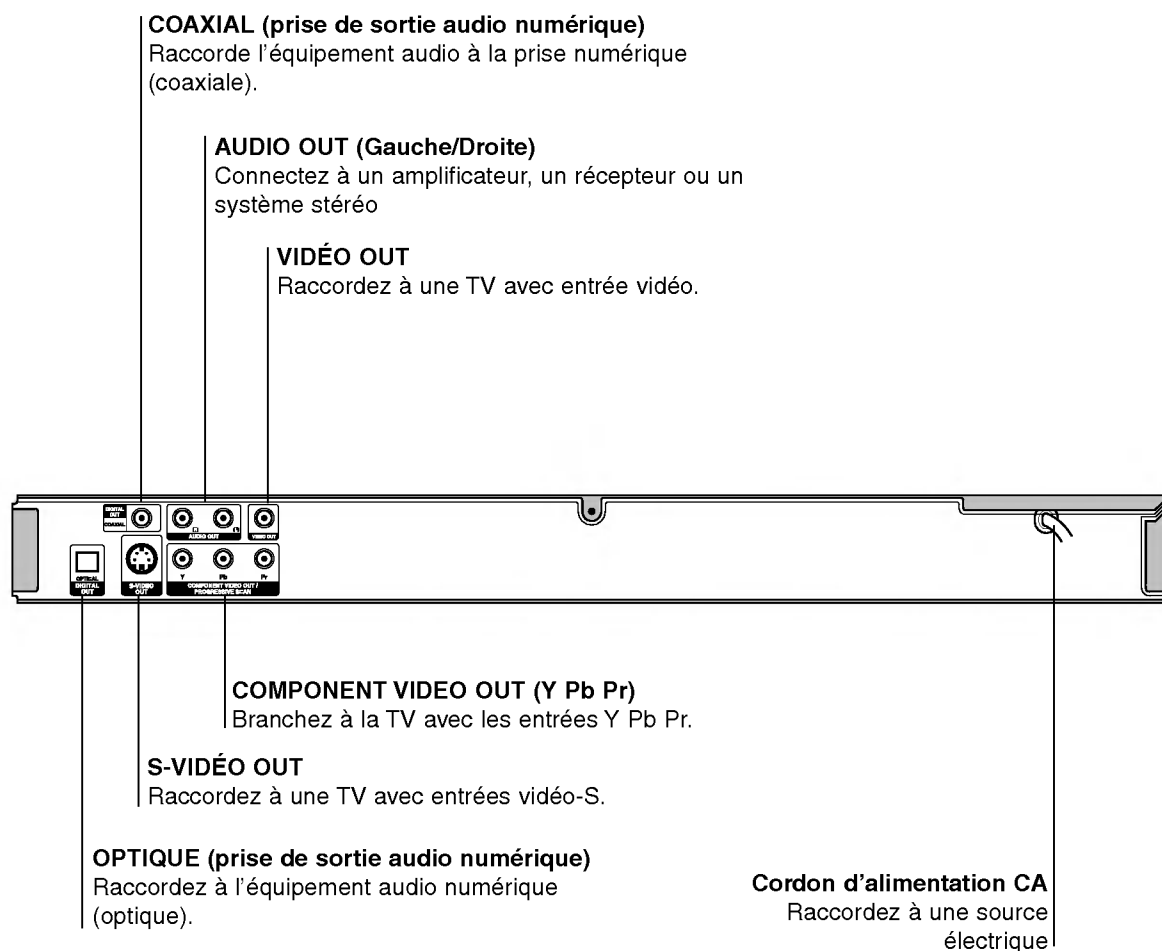 COAXIAL (prise de sortie audio numérique)
Raccorde l'équipement audio à la prise numérique
(coaxiale).
AUDIO OUT (Gauche/Droite)
Connectez à un amplificateur, un récepteur ou un
système stéréo
VIDÉO OUT
Raccordez à une TV avec entrée vidéo.
DIGITAL
OUT
COAXIAL
L
R
AUDIO OUT
VIDEO OUT
OPTICAL
DIGITAL
OUT
S-VIDEO
OUT
Y
Pb
Pr
COMPONENT VIDEO OUT /
PROGRESSIVE SCAN
COMPONENT VIDEO OUT (Y Pb Pr)
Branchez à la TV avec les entrées Y Pb Pr.
S-VIDÉO OUT
Raccordez à une TV avec entrées vidéo-S.
OPTIQUE (prise de sortie audio numérique)
Raccordez à l'équipement audio numérique
(optique).
Cordon d'alimentation CA
Raccordez à une source
électrique